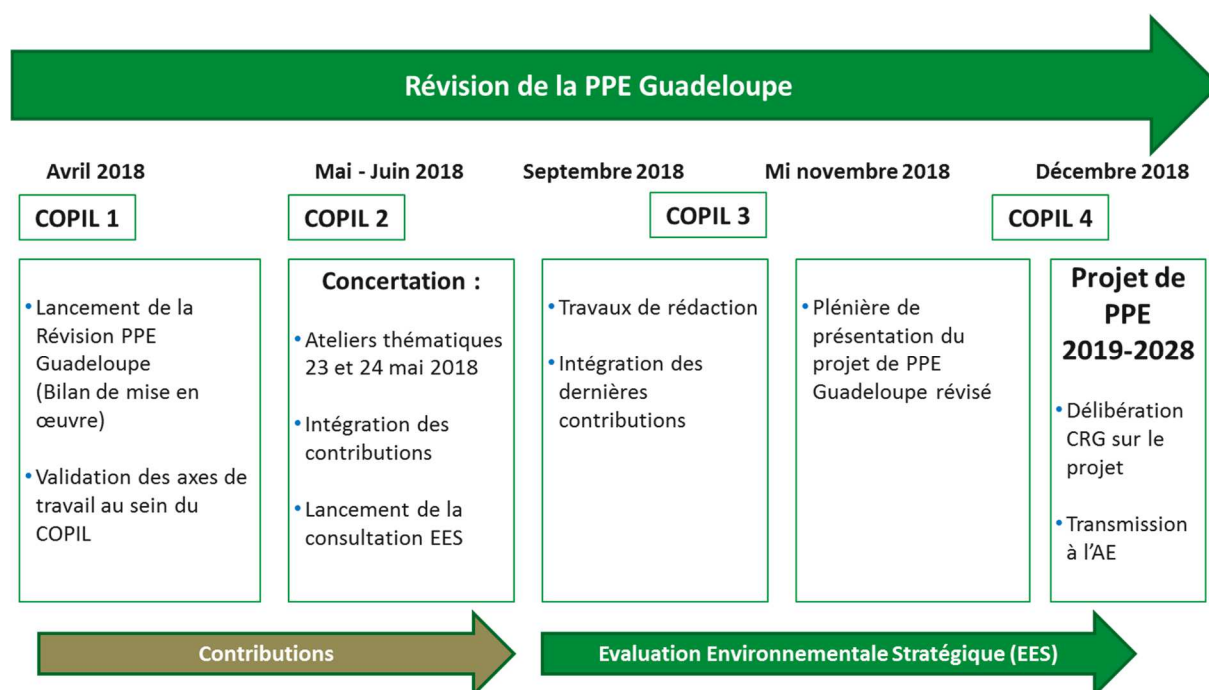 Révision de la PPE Guadeloupe
Avril 2018
Mai - Juin 2018
Septembre 2018
Mi novembre 2018
Décembre 2018
COPIL 1
COPIL 2
COPIL 3
COPIL 4
• Lancement de la
Révision PPE
Guadeloupe
(Bilan de mise en
œuvre)
• Validation des axes de
travail au sein du
COPIL
Concertation :
• Ateliers thématiques
23 et 24 mai 2018
• Intégration des
contributions
• Lancement de la
consultation EES
• Travaux de rédaction
• Intégration des
dernières
contributions
• Plénière de
présentation du
projet de PPE
Guadeloupe révisé
Projet de
PPE
2019-2028
• Délibération
CRG sur le
projet
• Transmission
à l'AE
Contributions
Evaluation Environnementale Stratégique (EES)